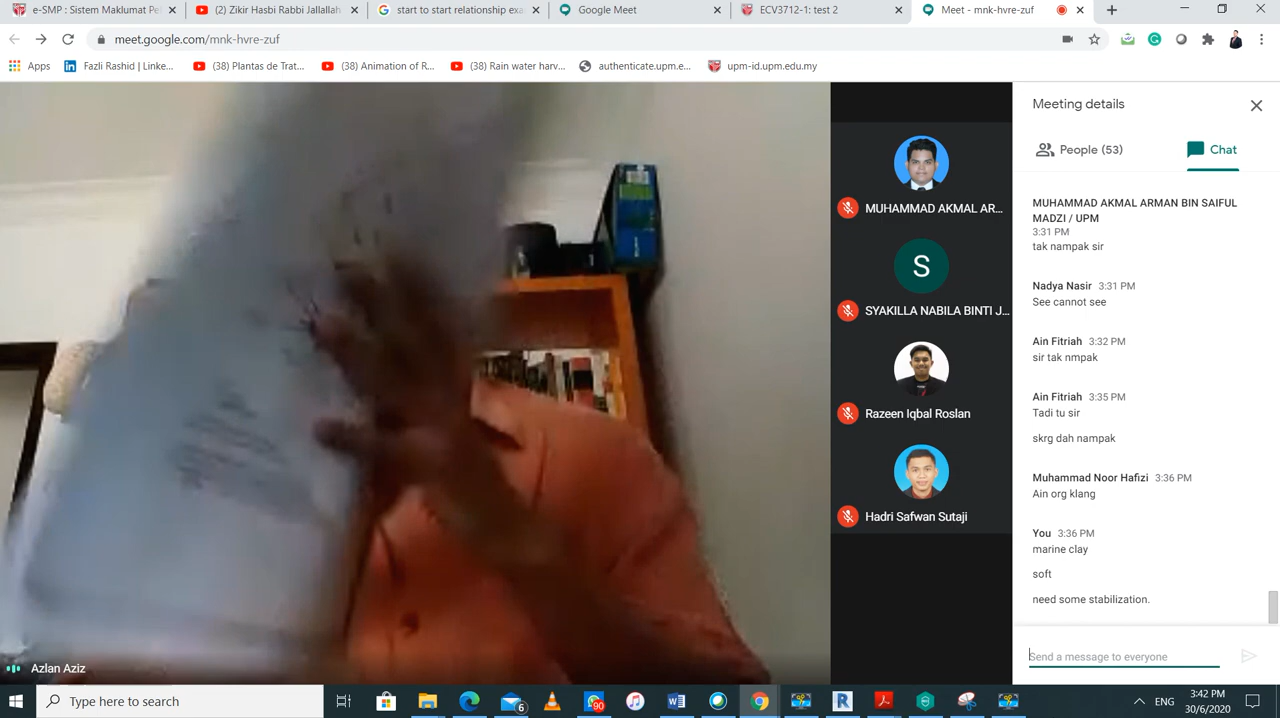 e-SMP : Sistem Maklumat Pel
(2) Zikir Hasbi Rabbi Jallallah
start to start relationship exa
Google Meet
ECV3712-1: test 2
Meet - mnk-hvre-zuf
meet.google.com/mnk-hvre-zuf
Apps
Fazli Rashid | Linke...
(38) Plantas de Trat...
(38) Animation of R...
(38) Rain water harv...
authenticate.upm.e...
upm-id.upm.edu.my
Meeting details
People (53)
Chat
MUHAMMAD AKMAL AR...
SYAKILLA NABILA BINTI J...
S
Razeen Iqbal Roslan
Hadri Safwan Sutaji
MUHAMMAD AKMAL ARMAN BIN SAIFUL
MADZI / UPM
3:31 PM
tak nampak sir
Nadya Nasir 3:31 PM
See cannot see
Ain Fitriah 3:32 PM
sir tak nmpak
Ain Fitriah 3:35 PM
Tadi tu sir
skrg dah nampak
Muhammad Noor Hafizi 3:36 PM
Ain org klang
You 3:36 PM
marine clay
soft
need some stabilization.
Send a message to everyone
Azlan Aziz
Type here to search
6
90
ENG
3:42 PM
30/6/2020